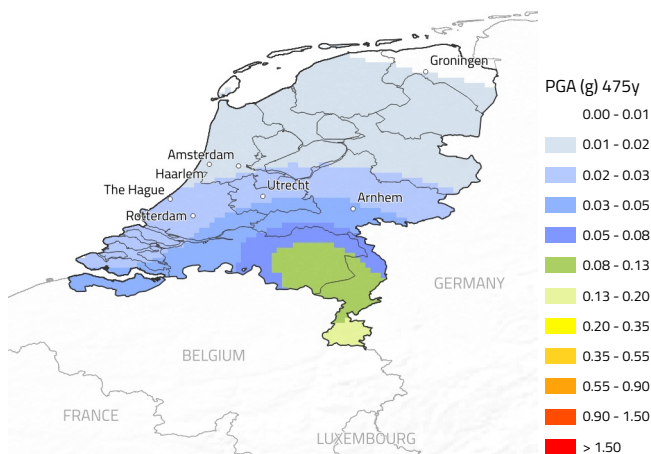 Groningen
Amsterdam
Haarlem
The Hague
Utrecht
Arnhem
Rotterdam
GERMANY
BELGIUM
FRANCE
LUXEMBOURG
PGA (g) 475y
0.00 - 0.01
0.01 - 0.02
0.02 - 0.03
0.03 - 0.05
0.05 - 0.08
0.08 - 0.13
0.13 - 0.20
0.20 - 0.35
0.35 - 0.55
0.55 - 0.90
0.90 - 1.50
> 1.50